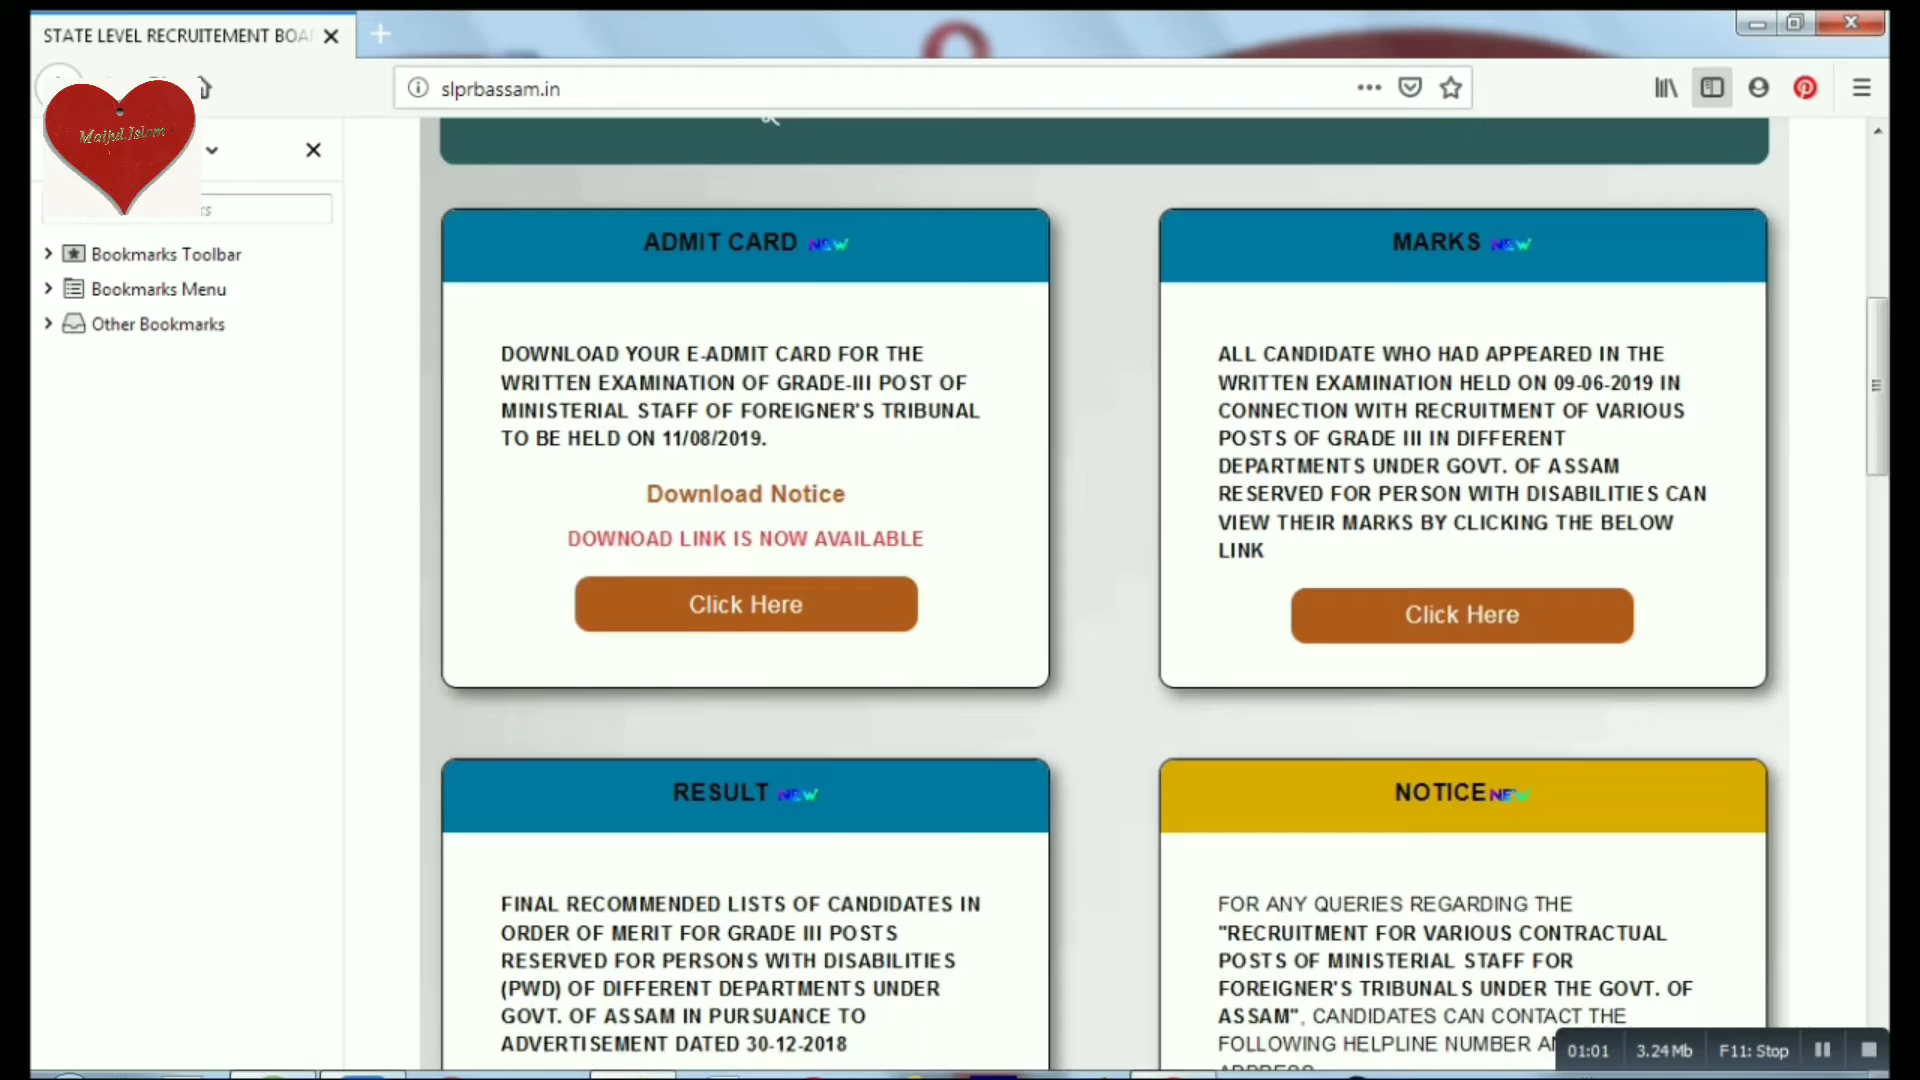 STATE LEVEL RECRUITEMENT BOA
slprbassam.in
Maijul Islam
Bookmarks Toolbar
Bookmarks Menu
Other Bookmarks
ADMIT CARD NEW
DOWNLOAD YOUR E-ADMIT CARD FOR THE
WRITTEN EXAMINATION OF GRADE-III POST OF
MINISTERIAL STAFF OF FOREIGNER'S TRIBUNAL
TO BE HELD ON 11/08/2019.
Download Notice
DOWNOAD LINK IS NOW AVAILABLE
Click Here
MARKS NEW
ALL CANDIDATE WHO HAD APPEARED IN THE
WRITTEN EXAMINATION HELD ON 09-06-2019 IN
CONNECTION WITH RECRUITMENT OF VARIOUS
POSTS OF GRADE III IN DIFFERENT
DEPARTMENTS UNDER GOVT. OF ASSAM
RESERVED FOR PERSON WITH DISABILITIES CAN
VIEW THEIR MARKS BY CLICKING THE BELOW
LINK
Click Here
RESULT NEW
FINAL RECOMMENDED LISTS OF CANDIDATES IN
ORDER OF MERIT FOR GRADE III POSTS
RESERVED FOR PERSONS WITH DISABILITIES
(PWD) OF DIFFERENT DEPARTMENTS UNDER
GOVT. OF ASSAM IN PURSUANCE TO
ADVERTISEMENT DATED 30-12-2018
NOTICE NEW
FOR ANY QUERIES REGARDING THE
"RECRUITMENT FOR VARIOUS CONTRACTUAL
POSTS OF MINISTERIAL STAFF FOR
FOREIGNER'S TRIBUNALS UNDER THE GOVT. OF
ASSAM", CANDIDATES CAN CONTACT THE
FOLLOWING HELPLINE NUMBER
01:01 3.24 Mb F11: Stop